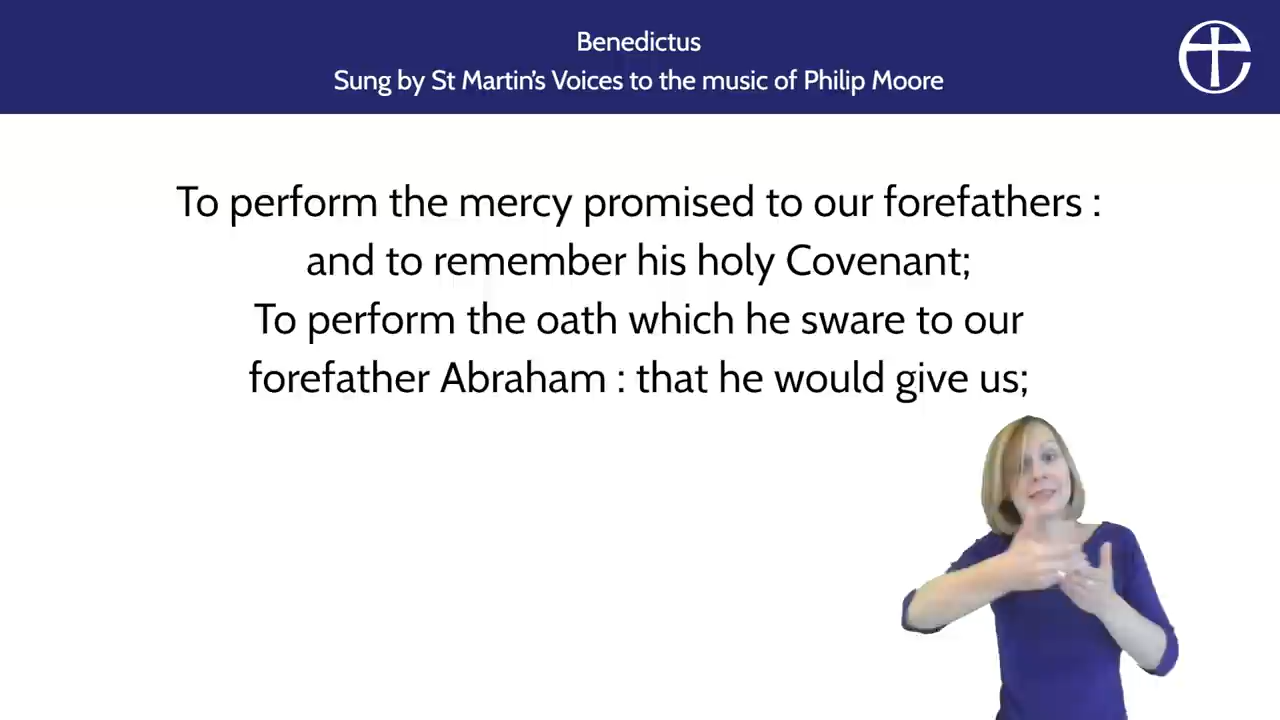 Benedictus
Sung by St Martin's Voices to the music of Philip Moore
To perform the mercy promised to our forefathers :
and to remember his holy Covenant;
To perform the oath which he sware to our
forefather Abraham : that he would give us;